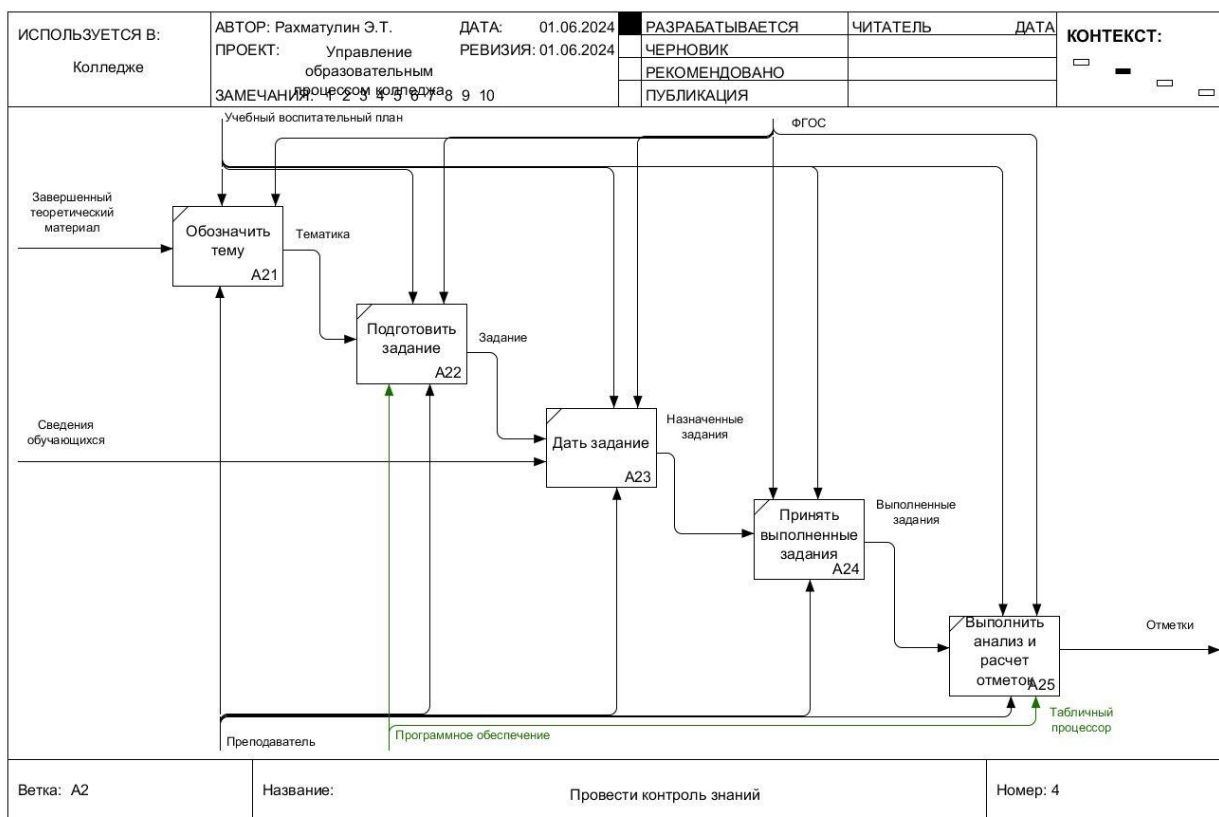 ИСПОЛЬЗУЕТСЯ В:
Колледже
АВТОР: Рахматулин Э.Т.
ДАТА: 01.06.2024
ПРОЕКТ: Управление
образовательным
процессом колледжа
РЕВИЗИЯ: 01.06.2024
ЗАМЕЧАНИЯ: 1 2 3 4 5 6 7 8 9 10
РАЗРАБАТЫВАЕТСЯ
ЧЕРНОВИК
РЕКОМЕНДОВАНО
ПУБЛИКАЦИЯ
ЧИТАТЕЛЬ
ДАТА
КОНТЕКСТ:
Учебный воспитательный план
ФГОС
Завершенный
теоретический
материал
Обозначить
тему
A21
Тематика
Подготовить
задание
A22
Задание
Сведения
обучающихся
Дать задание
A23
Назначенные
задания
Принять
выполненные
задания
A24
Выполненные
задания
Выполнить
анализ и
расчет
отметок
A25
Отметки
Преподаватель
Программное обеспечение
Табличный
процессор
Ветка: A2
Название:
Провести контроль знаний
Номер: 4